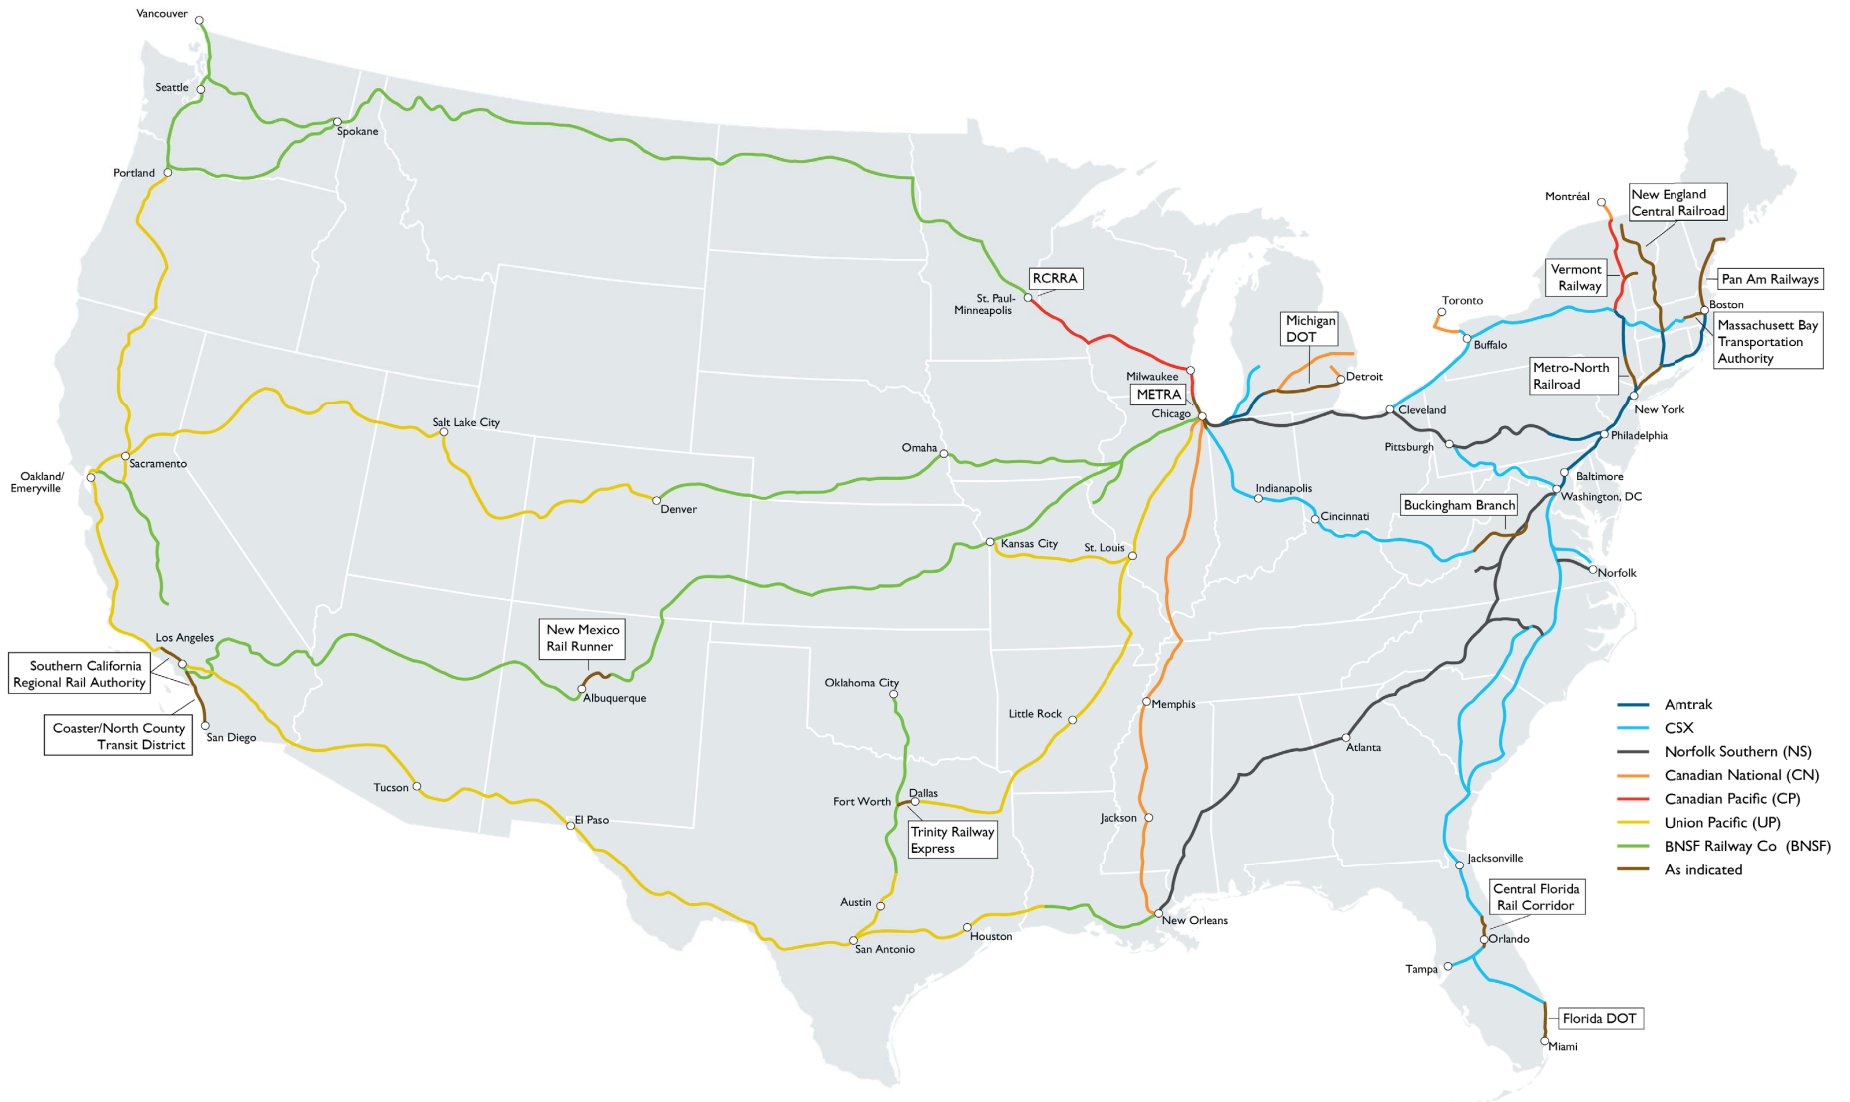 Vancouver
Seattle
Spokane
Portland
Montréal
New England
Central Railroad
RCRRA
St. Paul-
Minneapolis
Vermont
Railway
Pan Am Railways
Toronto
Boston
Michigan
DOT
Buffalo
Massachusett Bay
Transportation
Authority
Milwaukee
Detroit
Metro-North
Railroad
METRA
Chicago
Cleveland
New York
Salt Lake City
Omaha
Pittsburgh
Philadelphia
Sacramento
Oakland/
Emeryville
Denver
Indianapolis
Baltimore
Washington, DC
Buckingham Branch
Cincinnati
Kansas City
St. Louis
Norfolk
Los Angeles
New Mexico
Rail Runner
Southern California
Regional Rail Authority
Albuquerque
Oklahoma City
Coaster/North County
Transit District
San Diego
Little Rock
Memphis
Atlanta
Amtrak
CSX
Norfolk Southern (NS)
Canadian National (CN)
Canadian Pacific (CP)
Union Pacific (UP)
BNSF Railway Co (BNSF)
As indicated
Tucson
El Paso
Fort Worth
Dallas
Trinity Railway
Express
Jackson
Jacksonville
Austin
Central Florida
Rail Corridor
San Antonio
Houston
New Orleans
Orlando
Tampa
Florida DOT
Miami